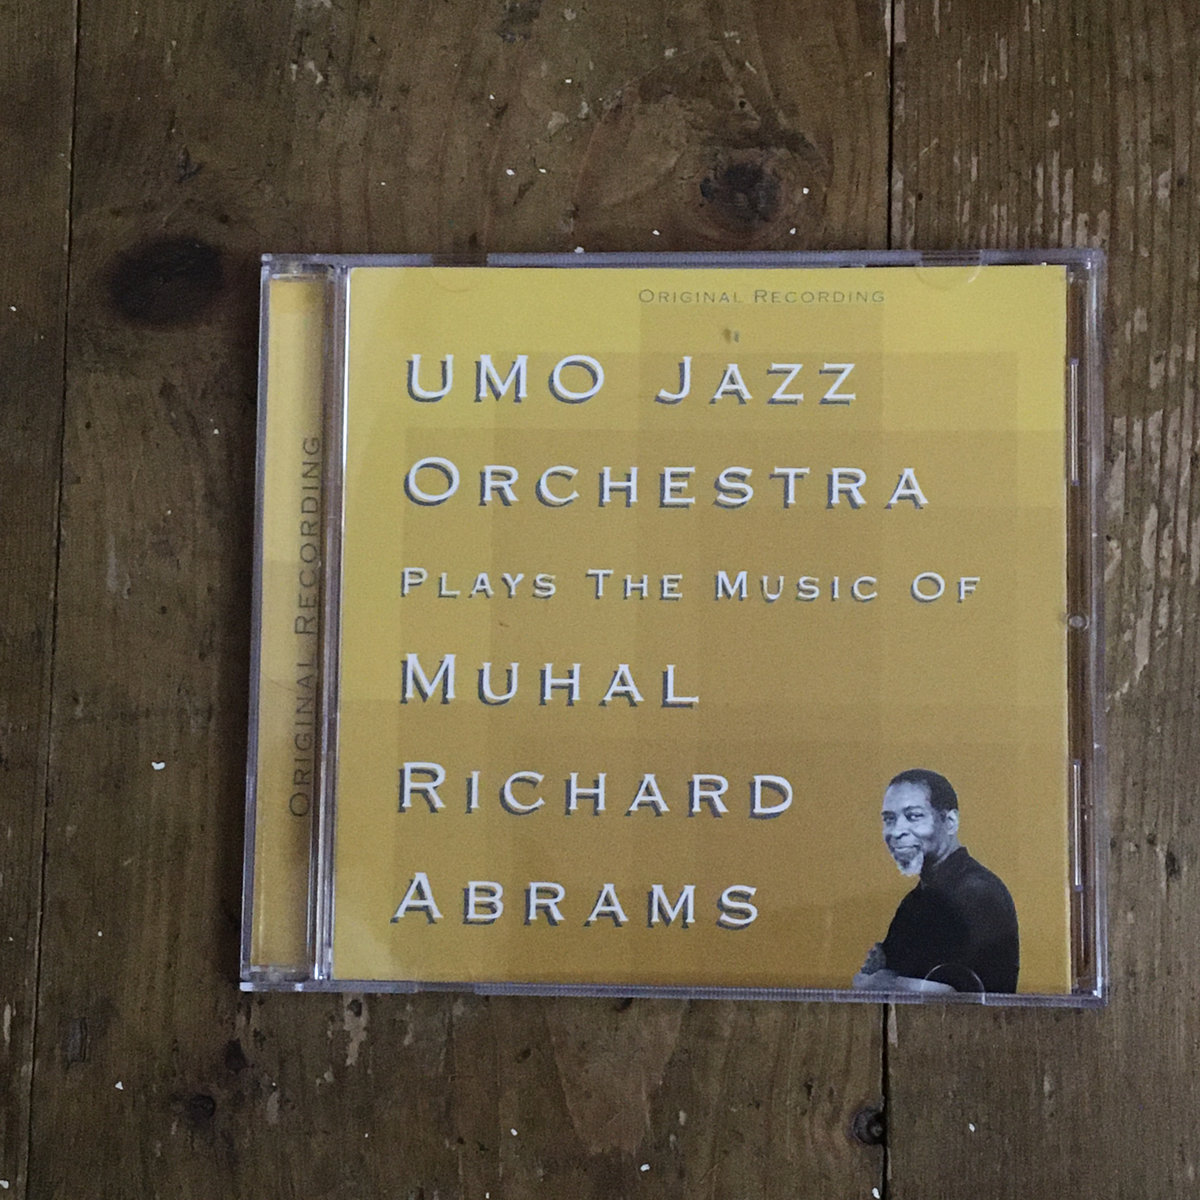 Original Recording
Original Recording
UMO Jazz
Orchestra
Plays The Music Of
Muhal
Richard
Abrams